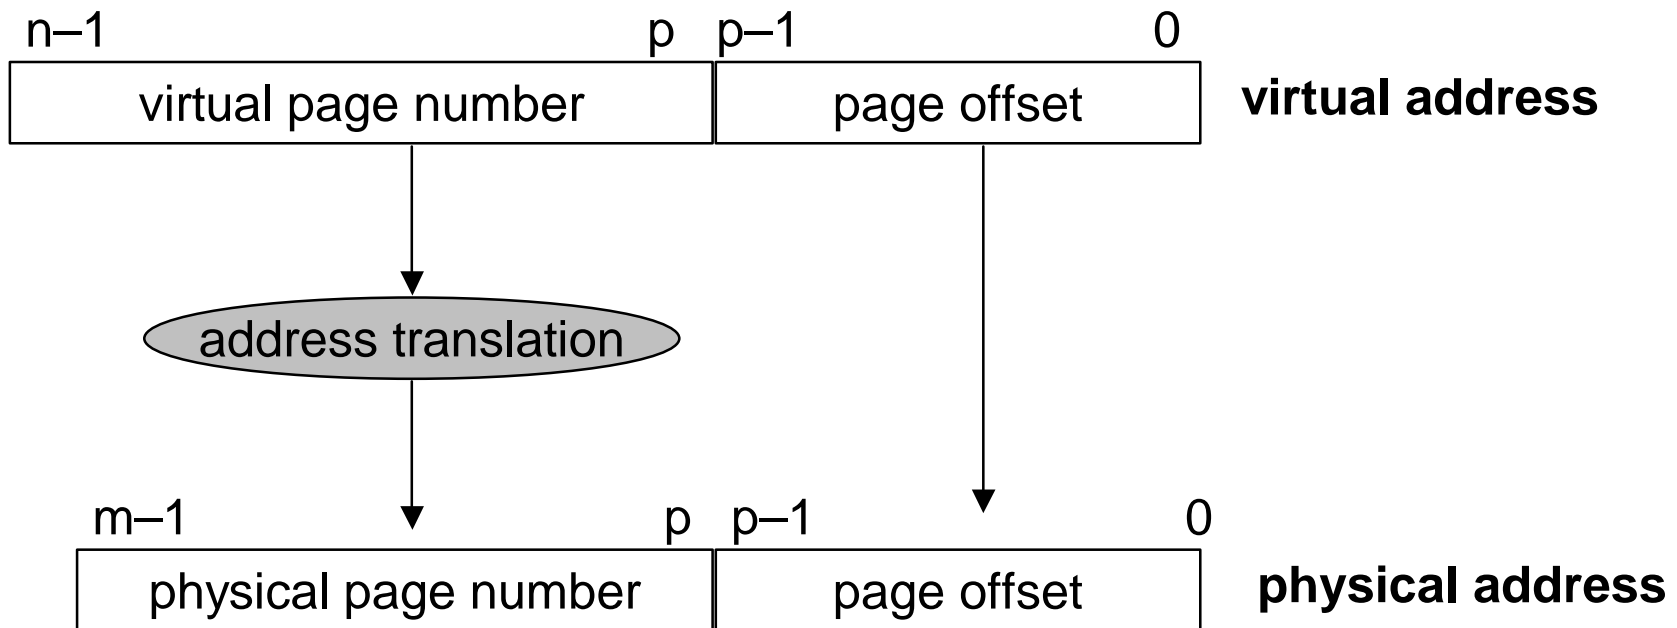 n–1 p p–1 0
virtual page number page offset virtual address
address translation
m–1 p p–1 0
physical page number page offset physical address